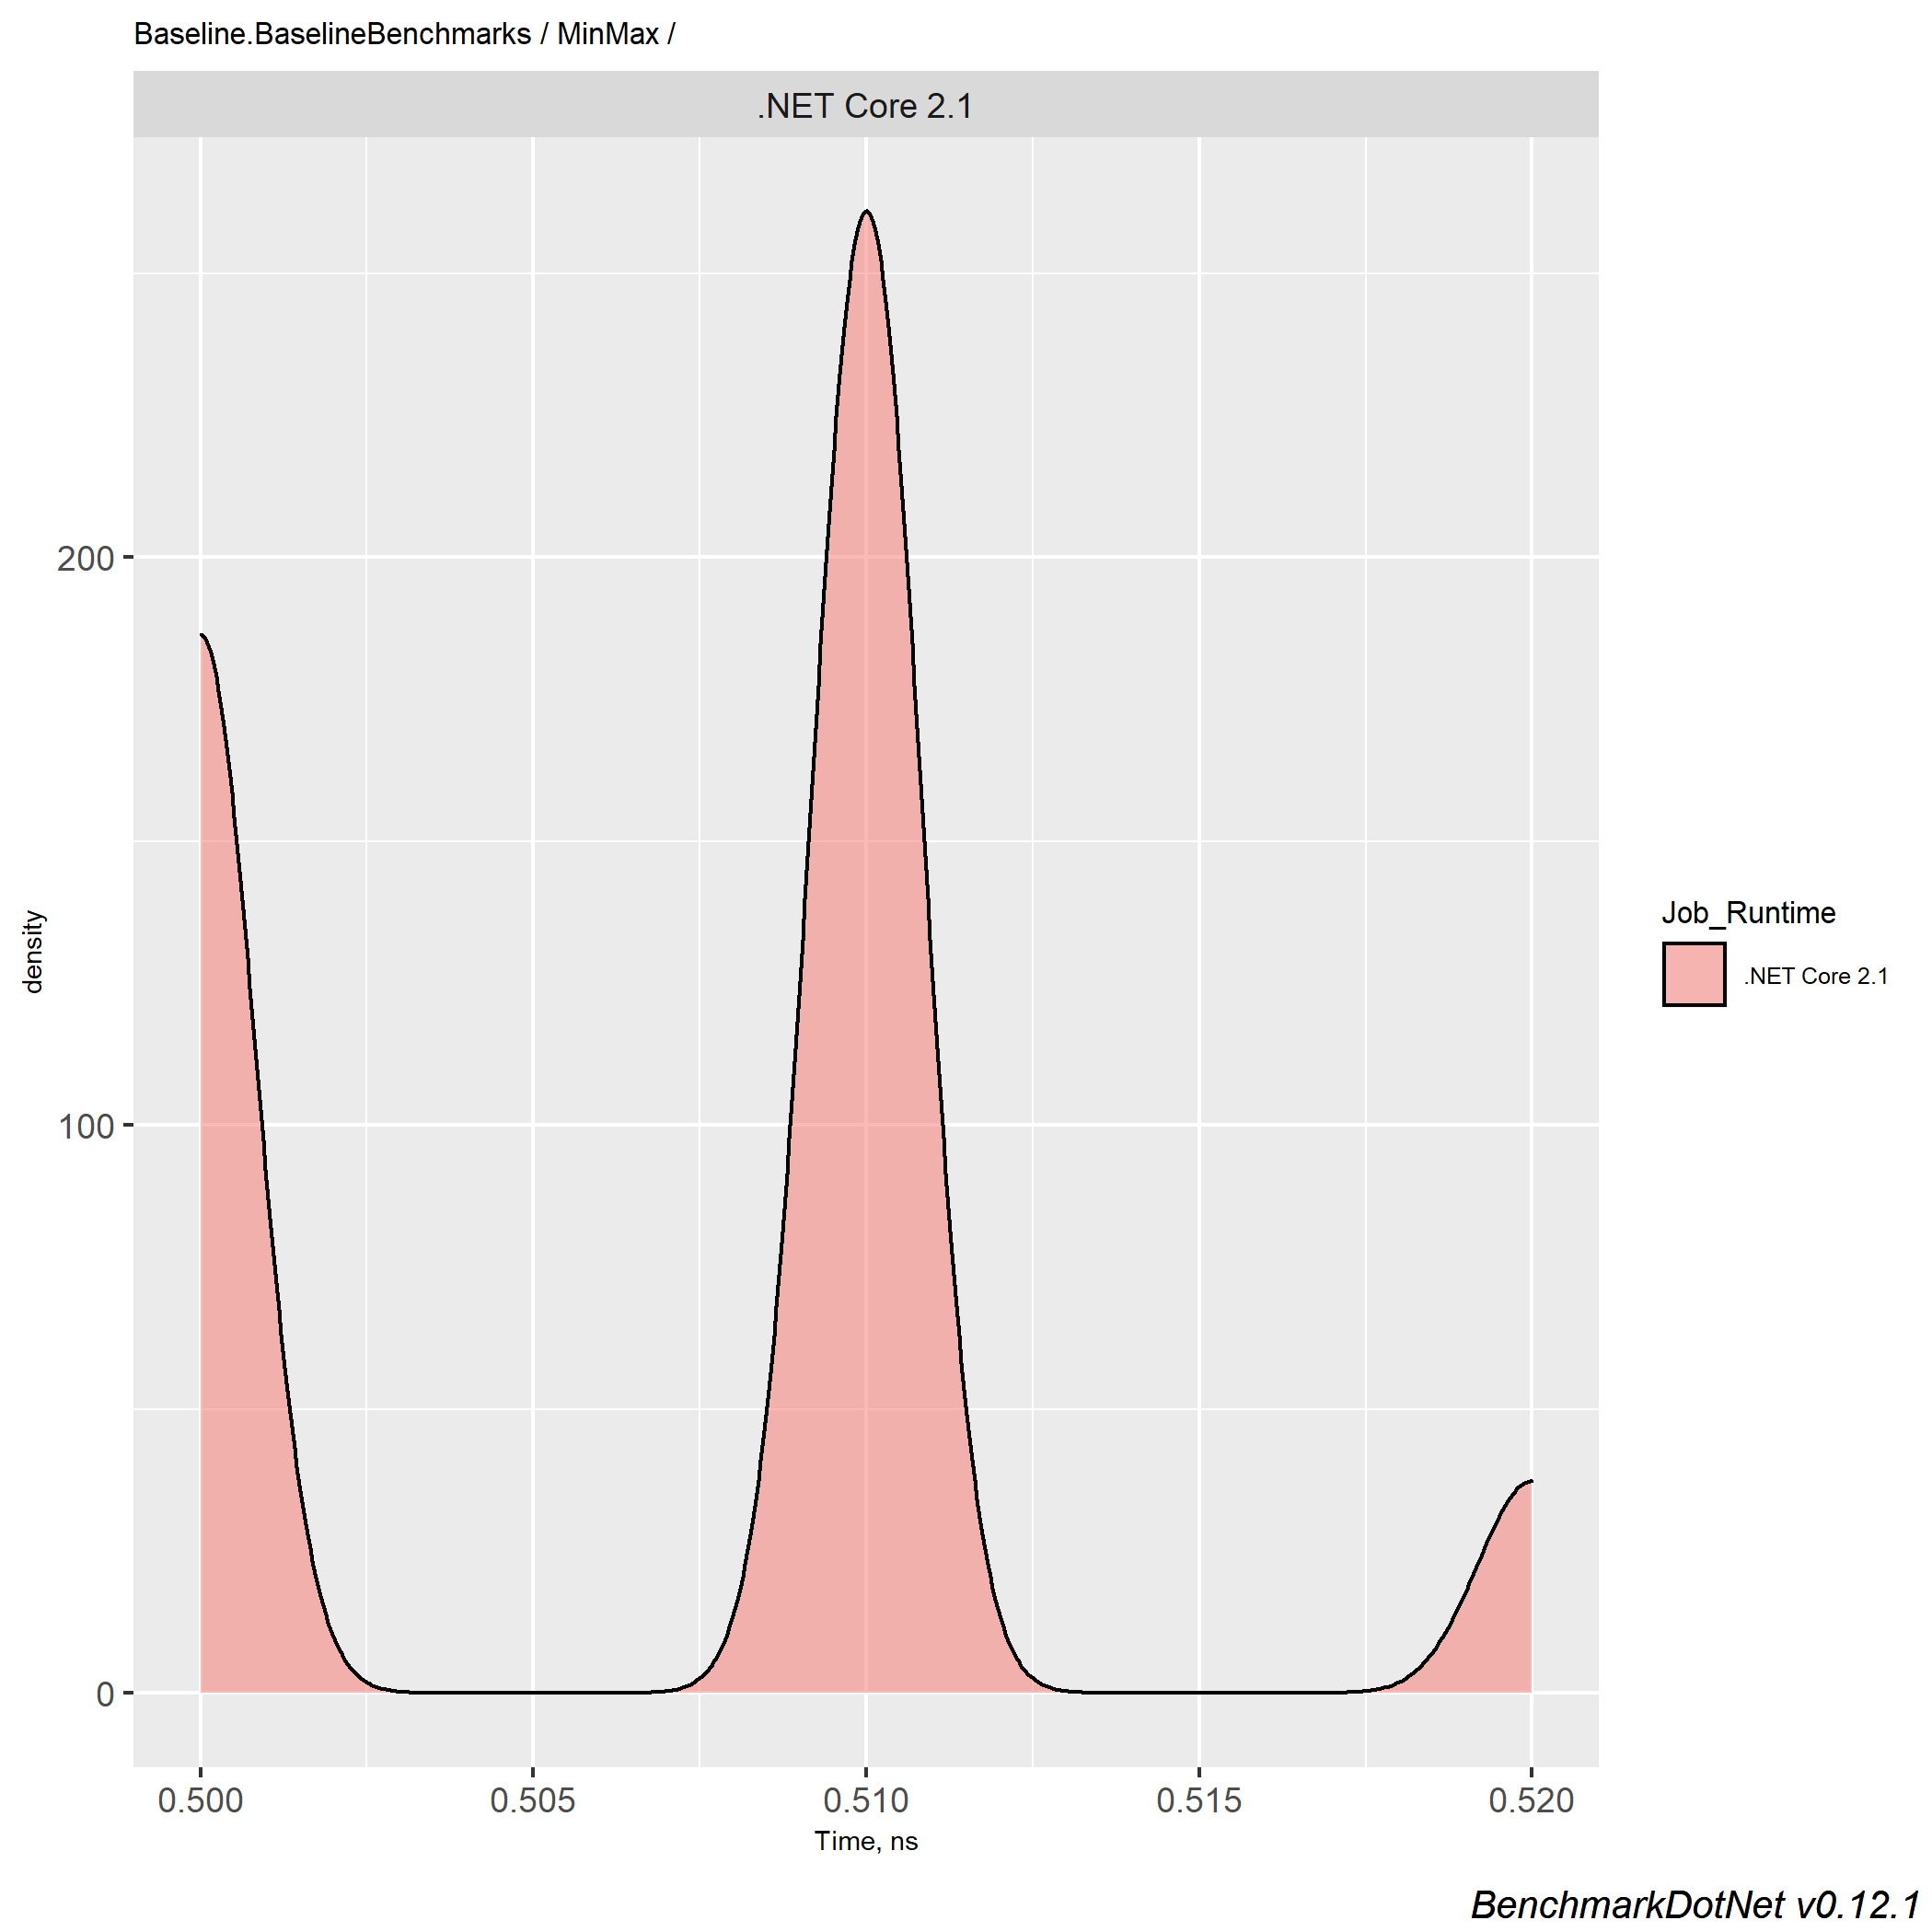 Baseline.BaselineBenchmarks / MinMax /
.NET Core 2.1
200
100
0
density
0.500 0.505 0.510 0.515 0.520
Time, ns
Job_Runtime
.NET Core 2.1
BenchmarkDotNet v0.12.1